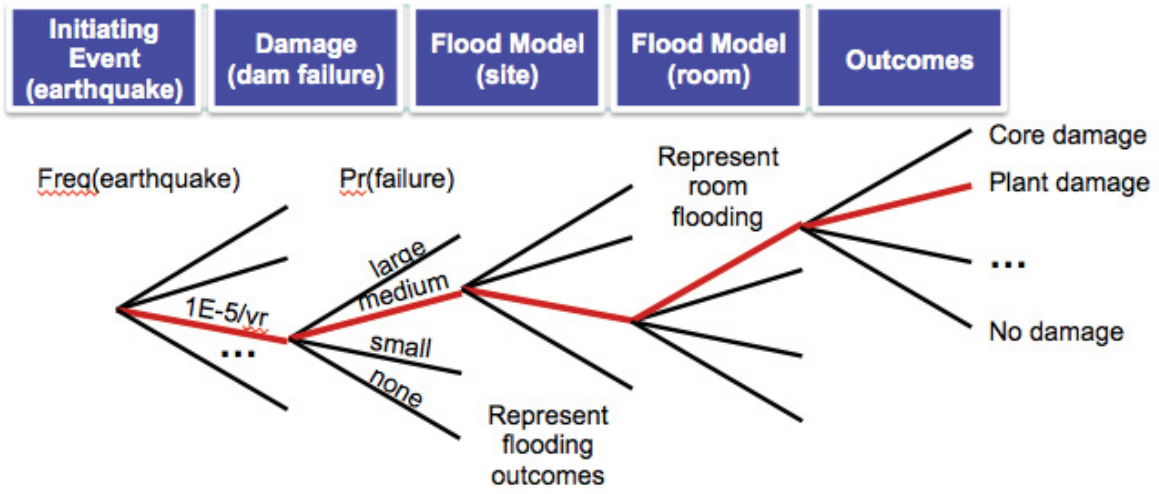 Initiating
Event
(earthquake)
Damage
(dam failure)
Flood Model
(site)
Flood Model
(room)
Outcomes
Freq(earthquake)
Pr(failure)
Represent
room
flooding
Core damage
Plant damage
...
No damage
1E-5/yr
...
large
medium
small
none
Represent
flooding
outcomes